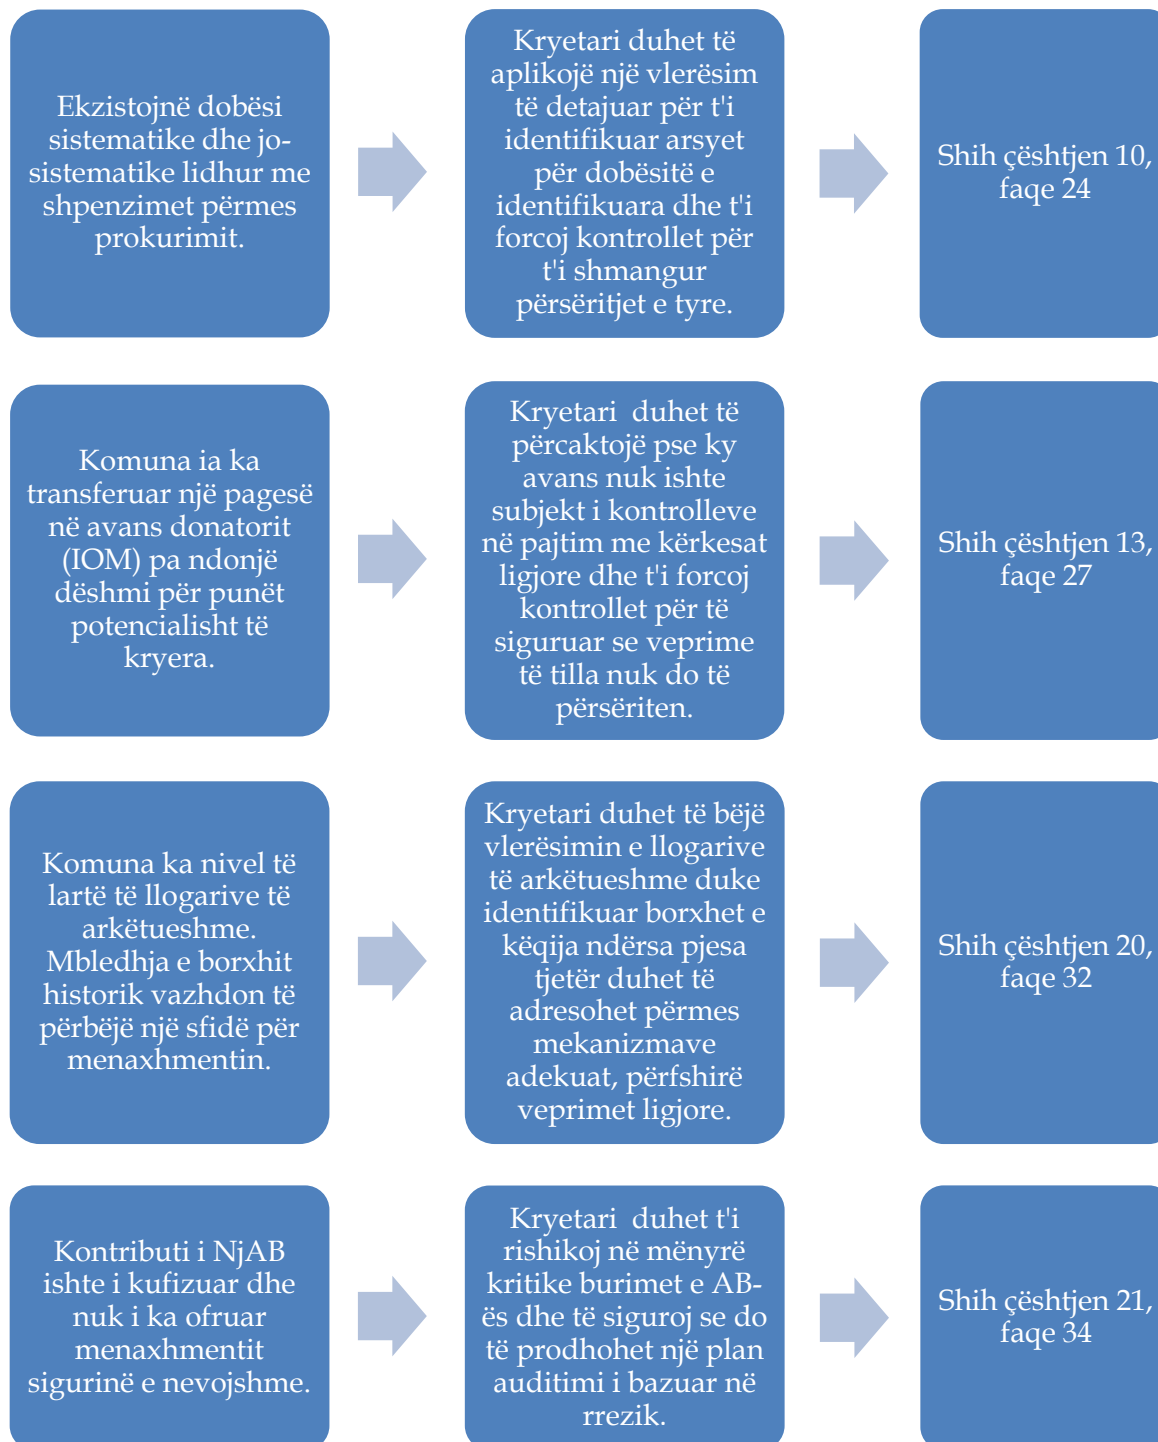 Ekzistojnë dobësi
sistematike dhe jo-
sistematike lidhur me
shpenzimet përmes
prokurimit.
Kryetari duhet të
aplikojë një vlerësim
të detajuar për t'i
identifikuar arsyet
për dobësitë e
identifikuara dhe t'i
forcoj kontrollet për
t'i shmangur
përsëritjet e tyre.
Shih çështjen 10,
faqe 24
Komuna ia ka
transferuar një pagesë
në avans donatorit
(IOM) pa ndonjë
dëshmi për punët
potencialisht të
kryera.
Kryetari duhet të
përcaktojë pse ky
avans nuk ishte
subjekt i kontrolleve
në pajtim me kërkesat
ligjore dhe t'i forcoj
kontrollet për të
siguruar se veprime
të tilla nuk do të
përsëriten.
Shih çështjen 13,
faqe 27
Komuna ka nivel të
lartë të llogarive të
arkëtueshme.
Mbledhja e borxhit
historik vazhdon të
përbëjë një sfidë për
menaxhmentin.
Kryetari duhet të bëjë
vlerësimin e llogarive
të arkëtueshme duke
identifikuar borxhet e
këqija ndërsa pjesa
tjetër duhet të
adresohet përmes
mekanizmave
adekuat, përfshirë
veprimet ligjore.
Shih çështjen 20,
faqe 32
Kontributi i NjAB
ishte i kufizuar dhe
nuk i ka ofruar
menaxhmentit
sigurinë e nevojshme.
Kryetari duhet t'i
rishikoj në mënyrë
kritike burimet e AB-
ës dhe të siguroj se do
të prodhohet një plan
auditimi i bazuar në
rrezik.
Shih çështjen 21,
faqe 34